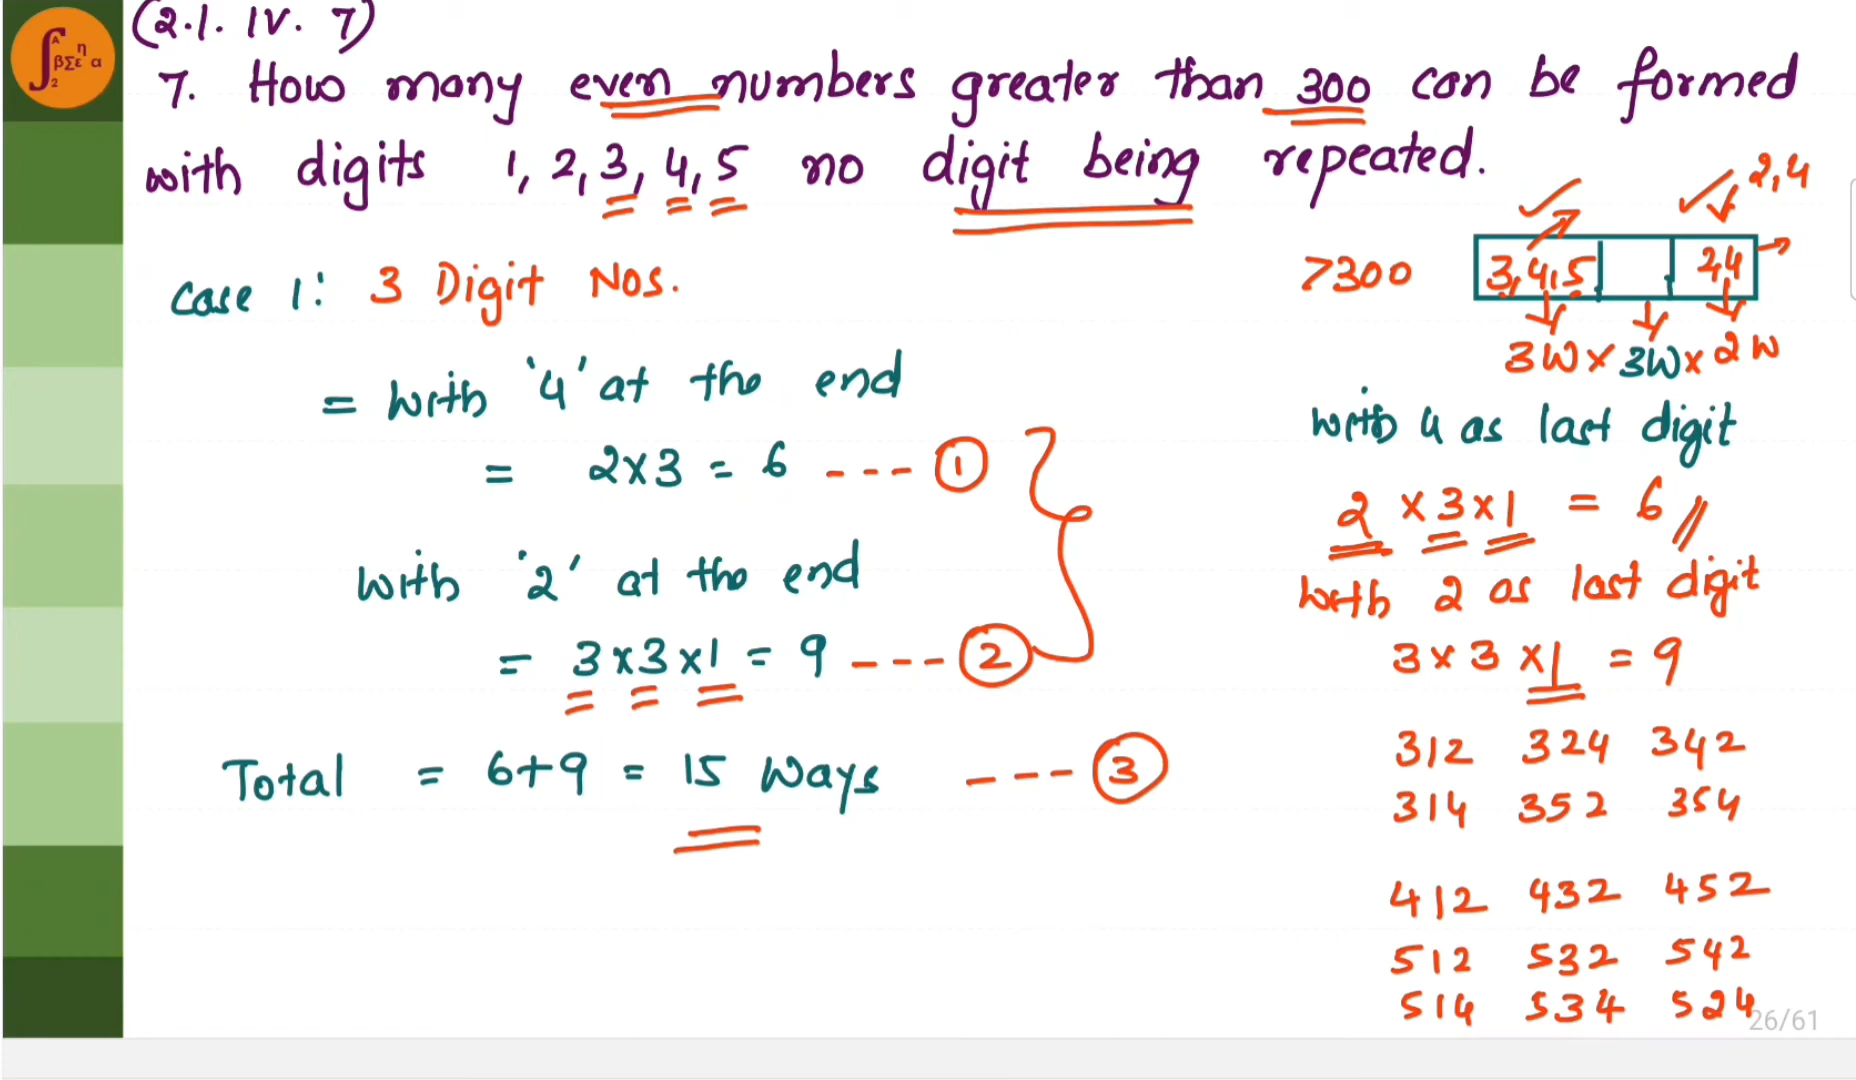 (2.1. IV. 7)
7. How many even numbers greater than 300 can be formed
with digits 1, 2, 3, 4, 5 no digit being repeated.
Case 1: 3 Digit Nos.
= with '4' at the end
= 2x3 = 6 --- 1
with '2' at the end
= 3x3x1 = 9 --- 2
Total = 6+9 = 15 ways --- 3
2,4
>300 3,4,5 2,4
3W x 3W x 2W
with 4 as last digit
2 x 3 x 1 = 6 //
with 2 as last digit
3 x 3 x 1 = 9
312 324 342
314 352 354
412 432 452
512 532 542
514 534 524
26/61